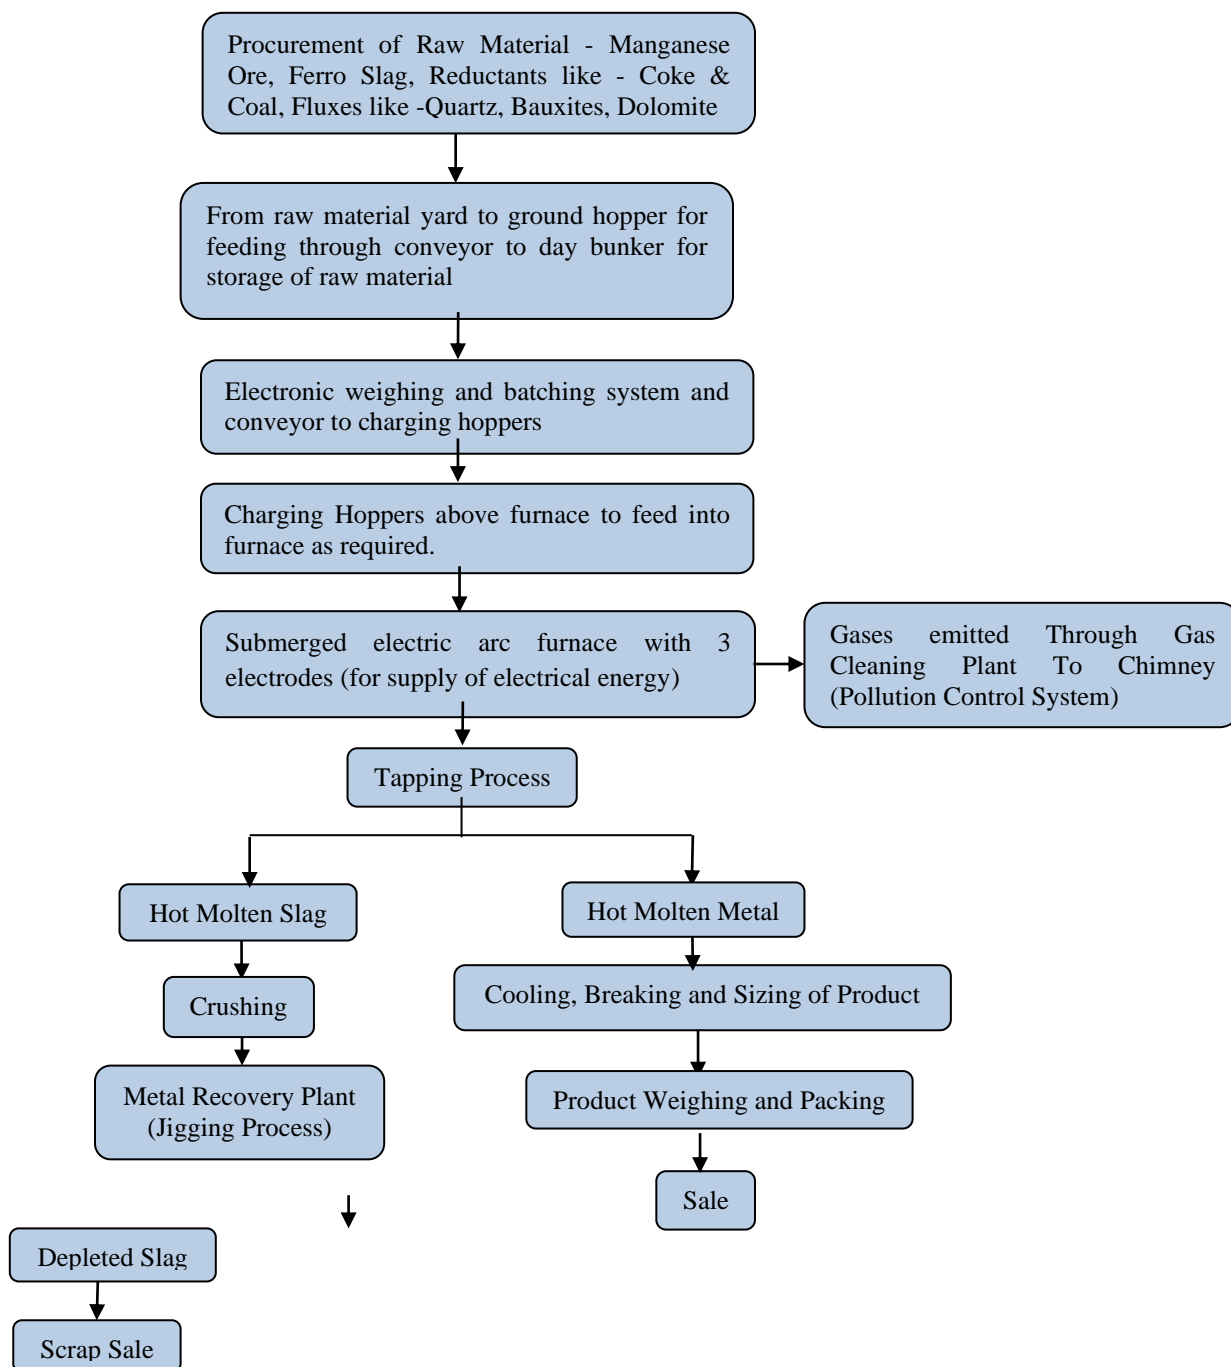 Procurement of Raw Material - Manganese
Ore, Ferro Slag, Reductants like - Coke &
Coal, Fluxes like -Quartz, Bauxites, Dolomite
From raw material yard to ground hopper for
feeding through conveyor to day bunker for
storage of raw material
Electronic weighing and batching system and
conveyor to charging hoppers
Charging Hoppers above furnace to feed into
furnace as required.
Submerged electric arc furnace with 3
electrodes (for supply of electrical energy)
Gases emitted Through Gas
Cleaning Plant To Chimney
(Pollution Control System)
Tapping Process
Hot Molten Slag
Hot Molten Metal
Crushing
Cooling, Breaking and Sizing of Product
Metal Recovery Plant
(Jigging Process)
Product Weighing and Packing
Sale
Depleted Slag
Scrap Sale